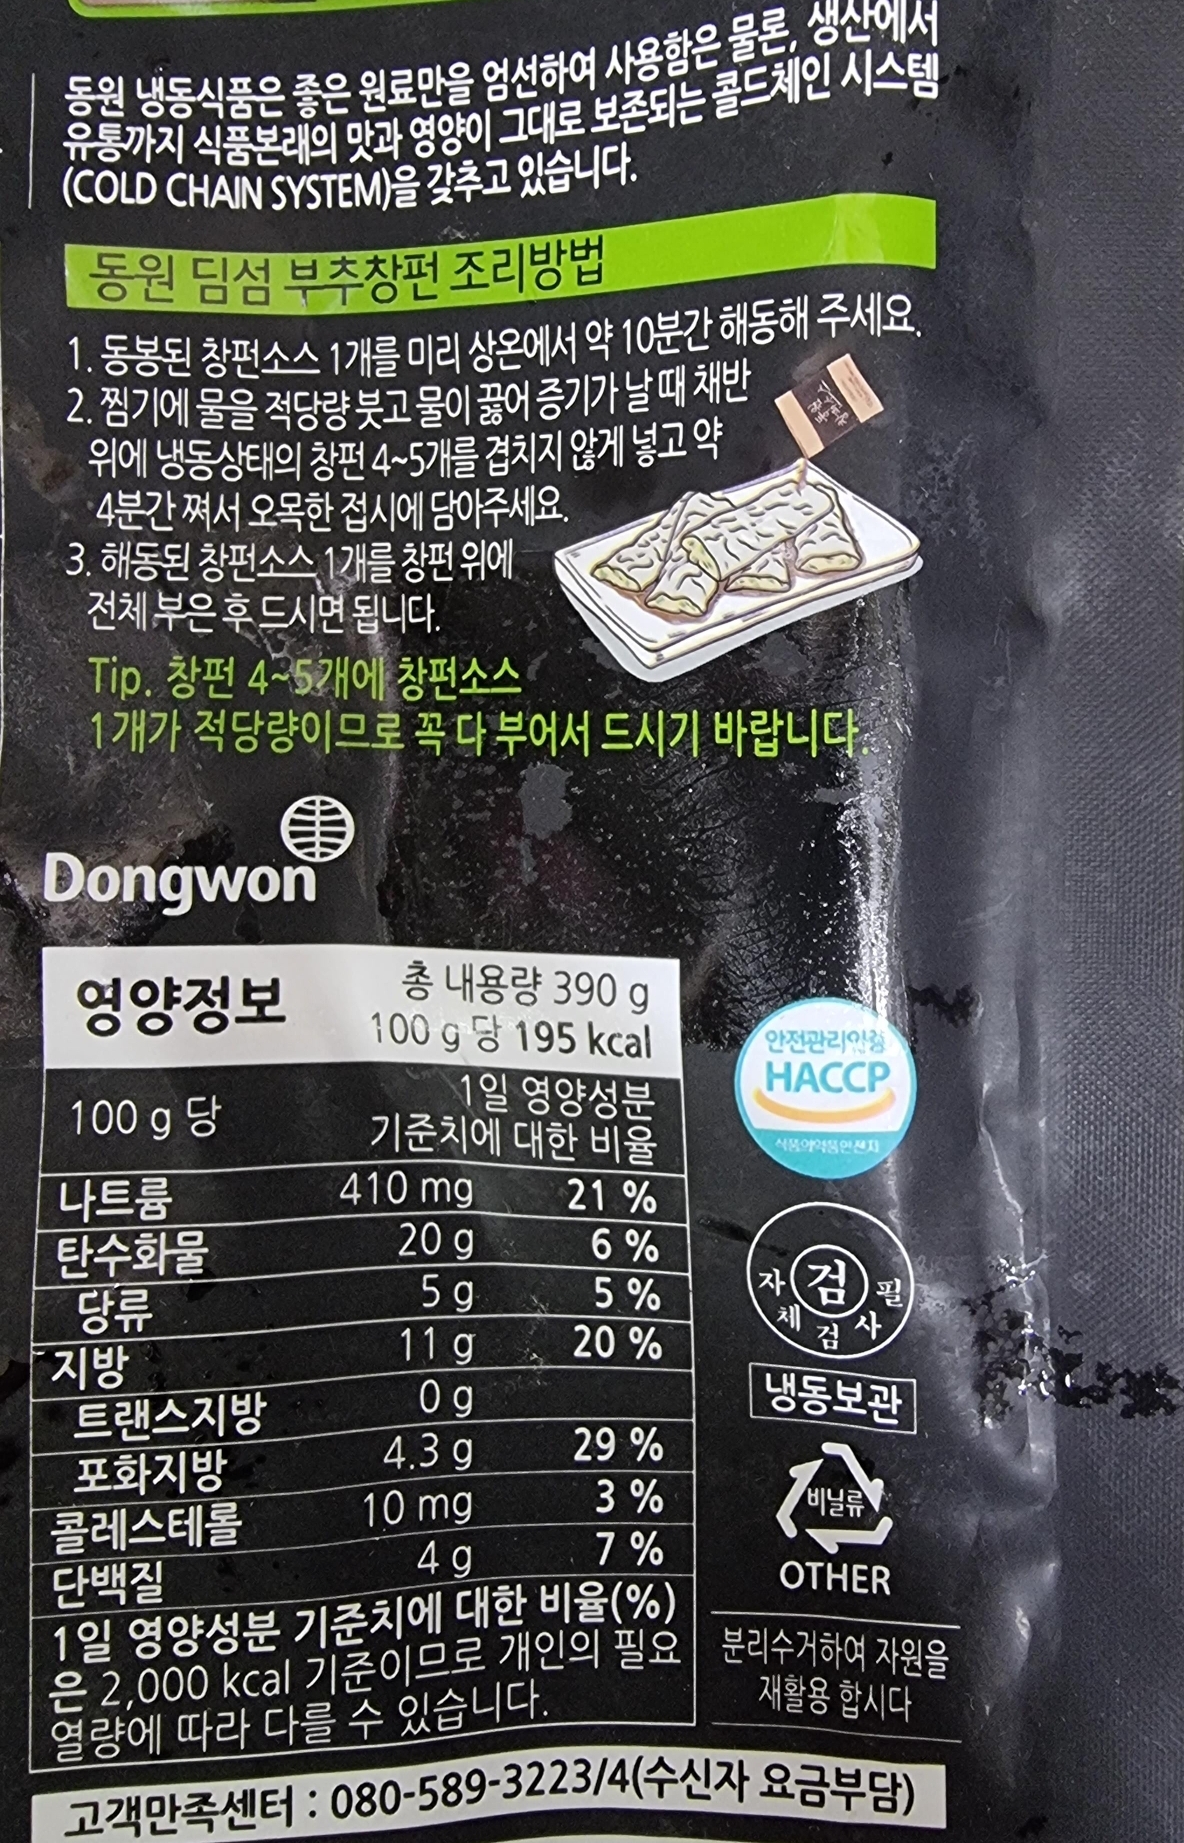 동원 냉동식품은 좋은 원료만을 엄선하여 사용함은 물론, 생산에서
유통까지 식품본래의 맛과 영양이 그대로 보존되는 콜드체인 시스템
(COLD CHAIN SYSTEM)을 갖추고 있습니다.
동원 딤섬 부추창펀 조리방법
1. 동봉된 창펀소스 1개를 미리 상온에서 약 10분간 해동해 주세요.
2. 찜기에 물을 적당량 붓고 물이 끓어 증기가 날 때 채반
위에 냉동상태의 창펀 4~5개를 겹치지 않게 넣고 약
4분간 쪄서 오목한 접시에 담아주세요.
3. 해동된 창펀소스 1개를 창펀 위에
전체 부은 후 드시면 됩니다.
Tip. 창펀 4~5개에 창펀소스
1개가 적당량이므로 꼭 다 부어서 드시기 바랍니다.
Dongwon
영양정보
총 내용량 390 g
100 g 당 195 kcal
100 g 당
1일 영양성분
기준치에 대한 비율
나트륨 410 mg 21 %
탄수화물 20 g 6 %
당류 5 g 5 %
지방 11 g 20 %
트랜스지방 0 g
포화지방 4.3 g 29 %
콜레스테롤 10 mg 3 %
단백질 4 g 7 %
1일 영양성분 기준치에 대한 비율(%)
은 2,000 kcal 기준이므로 개인의 필요
열량에 따라 다를 수 있습니다.
안전관리인증
HACCP
식품의약품안전처
검
자체검사필
냉동보관
비닐류
OTHER
분리수거하여 자원을
재활용 합시다
고객만족센터 : 080-589-3223/4(수신자 요금부담)